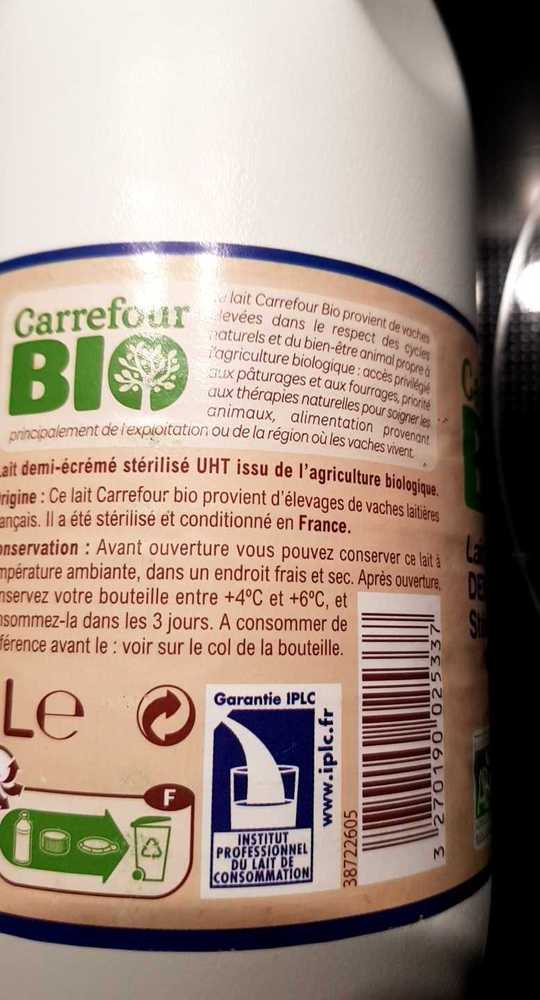 Carrefour
BIO
lait Carrefour Bio provient de vaches
élevées dans le respect des cycles
naturels et du bien-être animal propre à
l'agriculture biologique : accès privilégié
aux pâturages et aux fourrages, priorité
aux thérapies naturelles pour soigner les
animaux, alimentation provenant
principalement de l'exploitation ou de la région où les vaches vivent.
Lait demi-écrémé stérilisé UHT issu de l'agriculture biologique.
rigine : Ce lait Carrefour bio provient d'élevages de vaches laitières
ançais. Il a été stérilisé et conditionné en France.
onservation : Avant ouverture vous pouvez conserver ce lait à
mpérature ambiante, dans un endroit frais et sec. Après ouverture,
nservez votre bouteille entre +4°C et +6°C, et
nsommez-la dans les 3 jours. A consommer de
férence avant le : voir sur le col de la bouteille.
Le
F
Garantie IPLC
www.iplc.fr
INSTITUT
PROFESSIONNEL
DU LAIT DE
CONSOMMATION
38722605
3 270190 025337